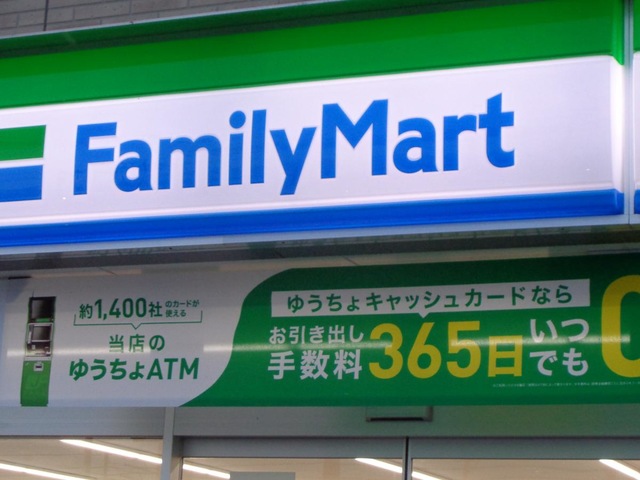 FamilyMart
約1,400社のカードが使える
当店の
ゆうちょATM
ゆうちょキャッシュカードなら
お引き出し
手数料
365日
いつ
でも
0